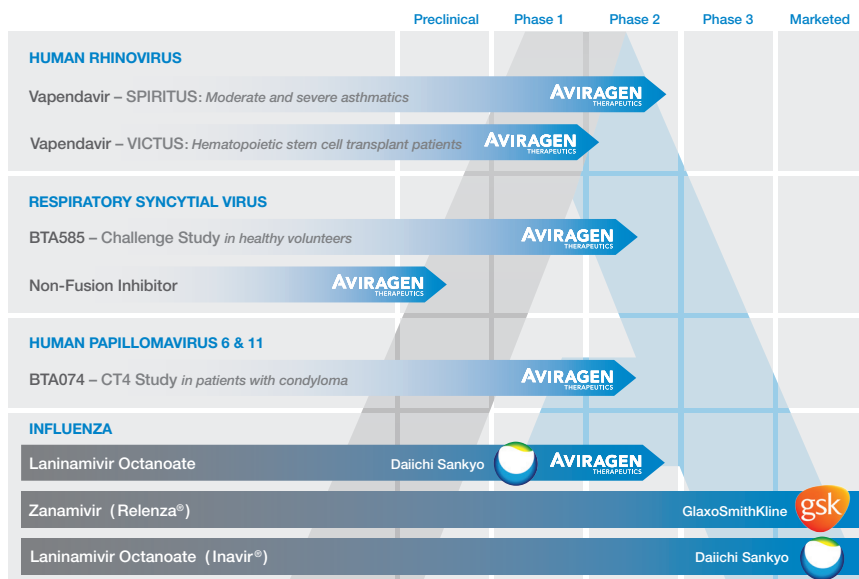 Preclinical Phase 1 Phase 2 Phase 3 Marketed
HUMAN RHINOVIRUS
Vapendavir – SPIRITUS: Moderate and severe asthmatics AVIRAGEN THERAPEUTICS
Vapendavir – VICTUS: Hematopoietic stem cell transplant patients AVIRAGEN THERAPEUTICS
RESPIRATORY SYNCYTIAL VIRUS
BTA585 – Challenge Study in healthy volunteers AVIRAGEN THERAPEUTICS
Non-Fusion Inhibitor AVIRAGEN THERAPEUTICS
HUMAN PAPILLOMAVIRUS 6 & 11
BTA074 – CT4 Study in patients with condyloma AVIRAGEN THERAPEUTICS
INFLUENZA
Laninamivir Octanoate Daiichi Sankyo AVIRAGEN THERAPEUTICS
Zanamivir (Relenza®) GlaxoSmithKline gsk
Laninamivir Octanoate (Inavir®) Daiichi Sankyo